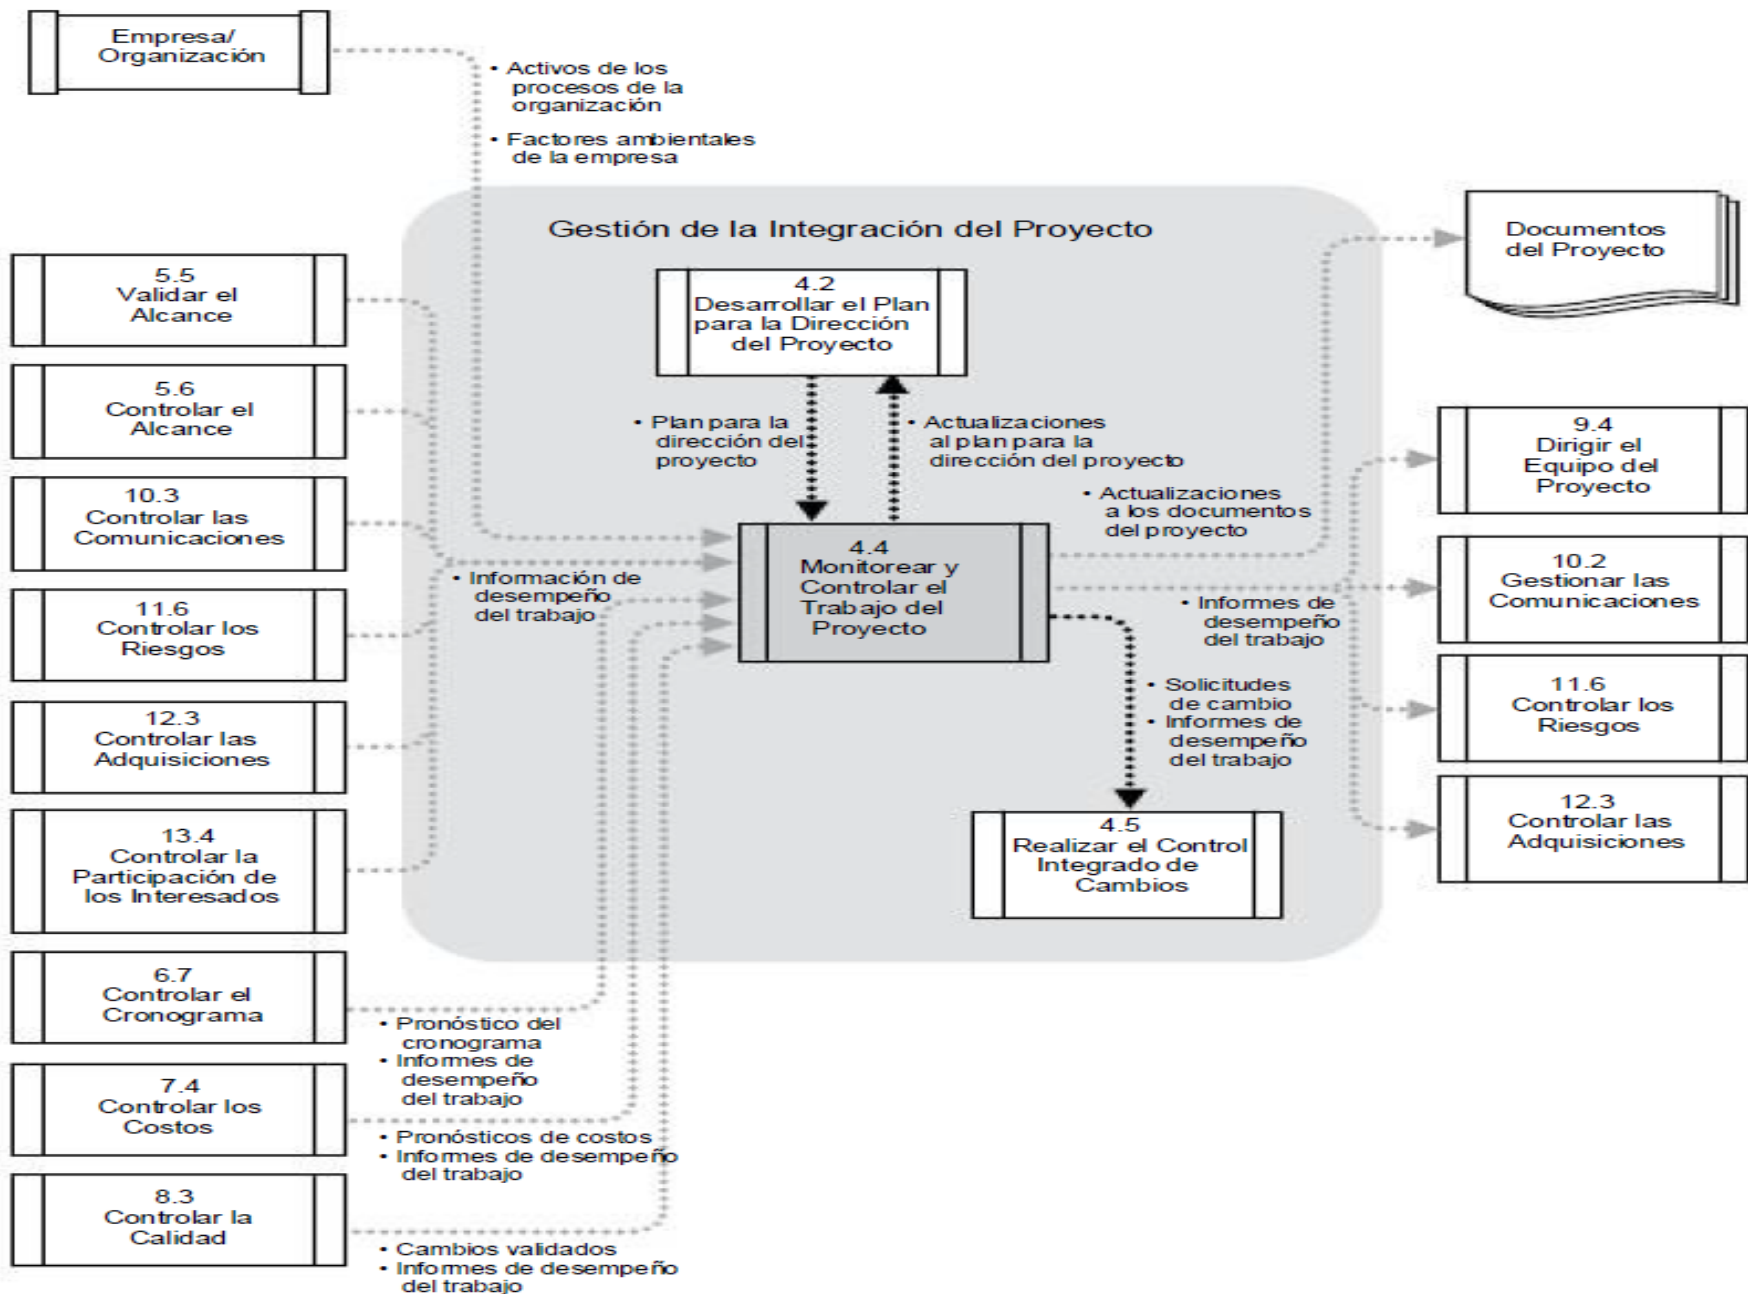 Empresa/
Organización
• Activos de los
procesos de la
organización
• Factores ambientales
de la empresa
Gestión de la Integración del Proyecto
Documentos
del Proyecto
5.5
Validar el
Alcance
4.2
Desarrollar el Plan
para la Dirección
del Proyecto
5.6
Controlar el
Alcance
• Plan para la
dirección del
proyecto
• Actualizaciones
al plan para la
dirección del proyecto
9.4
Dirigir el
Equipo del
Proyecto
10.3
Controlar las
Comunicaciones
• Actualizaciones
a los documentos
del proyecto
4.4
Monitorear y
Controlar el
Trabajo del
Proyecto
10.2
Gestionar las
Comunicaciones
• Información de
desempeño
del trabajo
11.6
Controlar los
Riesgos
• Informes de
desempeño
del trabajo
• Solicitudes
de cambio
• Informes de
desempeño
del trabajo
11.6
Controlar los
Riesgos
12.3
Controlar las
Adquisiciones
4.5
Realizar el Control
Integrado de
Cambios
12.3
Controlar las
Adquisiciones
13.4
Controlar la
Participación de
los Interesados
6.7
Controlar el
Cronograma
• Pronóstico del
cronograma
• Informes de
desempeño
del trabajo
7.4
Controlar los
Costos
• Pronósticos de costos
• Informes de desempeño
del trabajo
8.3
Controlar la
Calidad
• Cambios validados
• Informes de desempeño
del trabajo